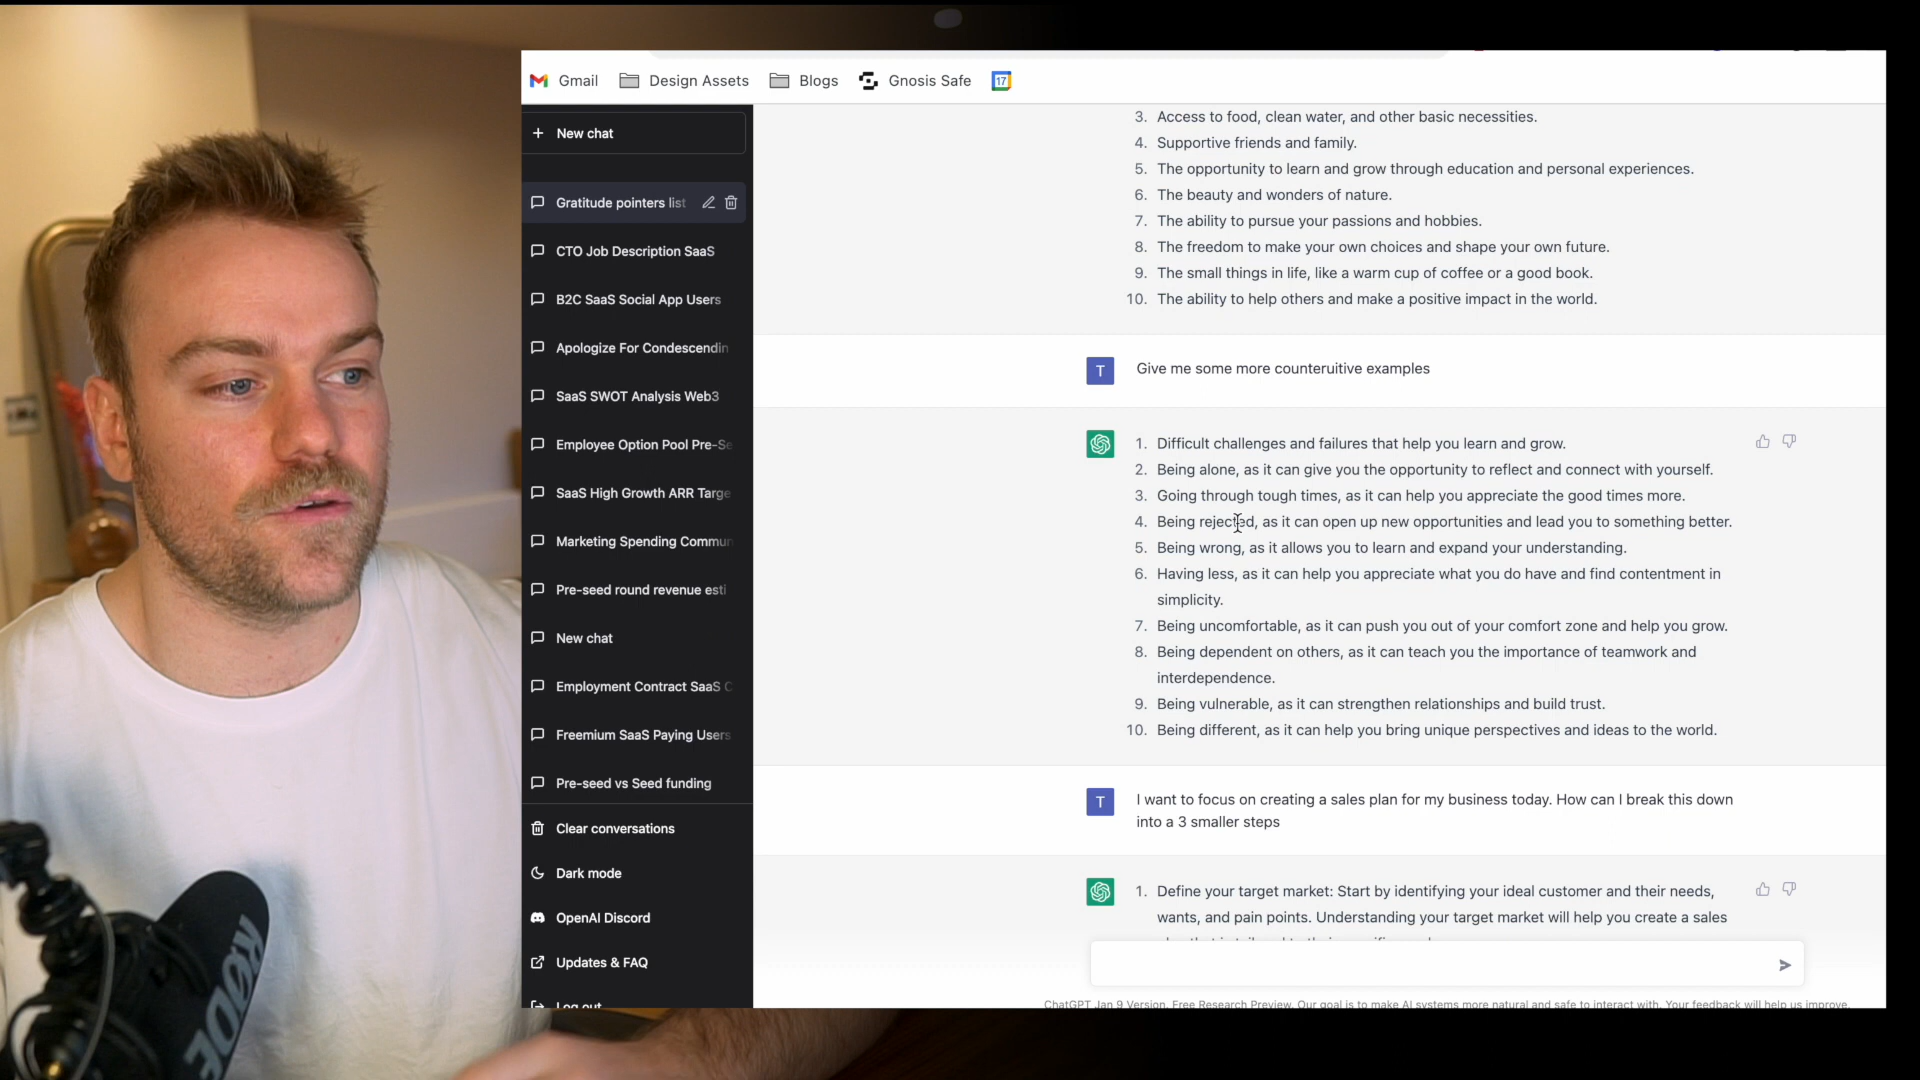 Gmail
Design Assets
Blogs
Gnosis Safe
17
New chat
Gratitude pointers list
CTO Job Description SaaS
B2C SaaS Social App Users
Apologize For Condescendin
SaaS SWOT Analysis Web3
Employee Option Pool Pre-Se
SaaS High Growth ARR Targe
Marketing Spending Commun
Pre-seed round revenue esti
New chat
Employment Contract SaaS C
Freemium SaaS Paying Users
Pre-seed vs Seed funding
Clear conversations
Dark mode
OpenAI Discord
Updates & FAQ
Log out
3. Access to food, clean water, and other basic necessities.
4. Supportive friends and family.
5. The opportunity to learn and grow through education and personal experiences.
6. The beauty and wonders of nature.
7. The ability to pursue your passions and hobbies.
8. The freedom to make your own choices and shape your own future.
9. The small things in life, like a warm cup of coffee or a good book.
10. The ability to help others and make a positive impact in the world.
T
Give me some more counteruitive examples
1. Difficult challenges and failures that help you learn and grow.
2. Being alone, as it can give you the opportunity to reflect and connect with yourself.
3. Going through tough times, as it can help you appreciate the good times more.
4. Being rejected, as it can open up new opportunities and lead you to something better.
5. Being wrong, as it allows you to learn and expand your understanding.
6. Having less, as it can help you appreciate what you do have and find contentment in
simplicity.
7. Being uncomfortable, as it can push you out of your comfort zone and help you grow.
8. Being dependent on others, as it can teach you the importance of teamwork and
interdependence.
9. Being vulnerable, as it can strengthen relationships and build trust.
10. Being different, as it can help you bring unique perspectives and ideas to the world.
T
I want to focus on creating a sales plan for my business today. How can I break this down
into a 3 smaller steps
1. Define your target market: Start by identifying your ideal customer and their needs,
wants, and pain points. Understanding your target market will help you create a sales
ChatGPT Jan 9 Version. Free Research Preview. Our goal is to make AI systems more natural and safe to interact with. Your feedback will help us improve.
RØDE